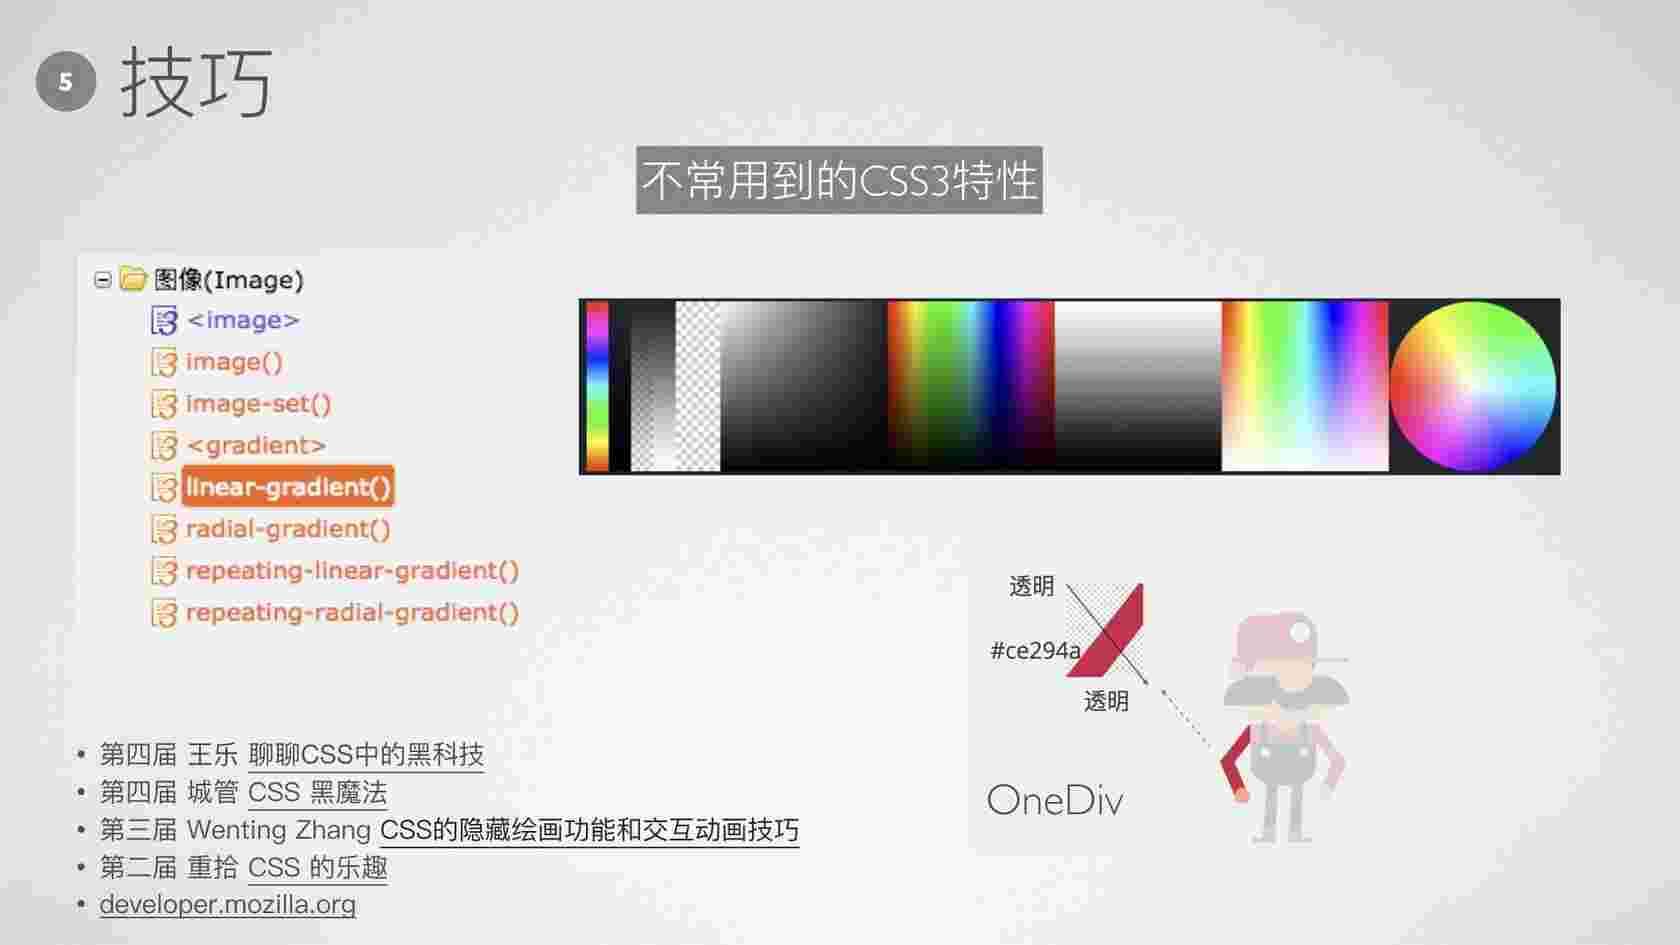 5 技巧
不常用到的CSS3特性
图像(Image)
<image>
image()
image-set()
<gradient>
linear-gradient()
radial-gradient()
repeating-linear-gradient()
repeating-radial-gradient()
透明
#ce294a
透明
OneDiv
• 第四届 王乐 聊聊CSS中的黑科技
• 第四届 城管 CSS 黑魔法
• 第三届 Wenting Zhang CSS的隐藏绘画功能和交互动画技巧
• 第二届 重拾 CSS 的乐趣
• developer.mozilla.org